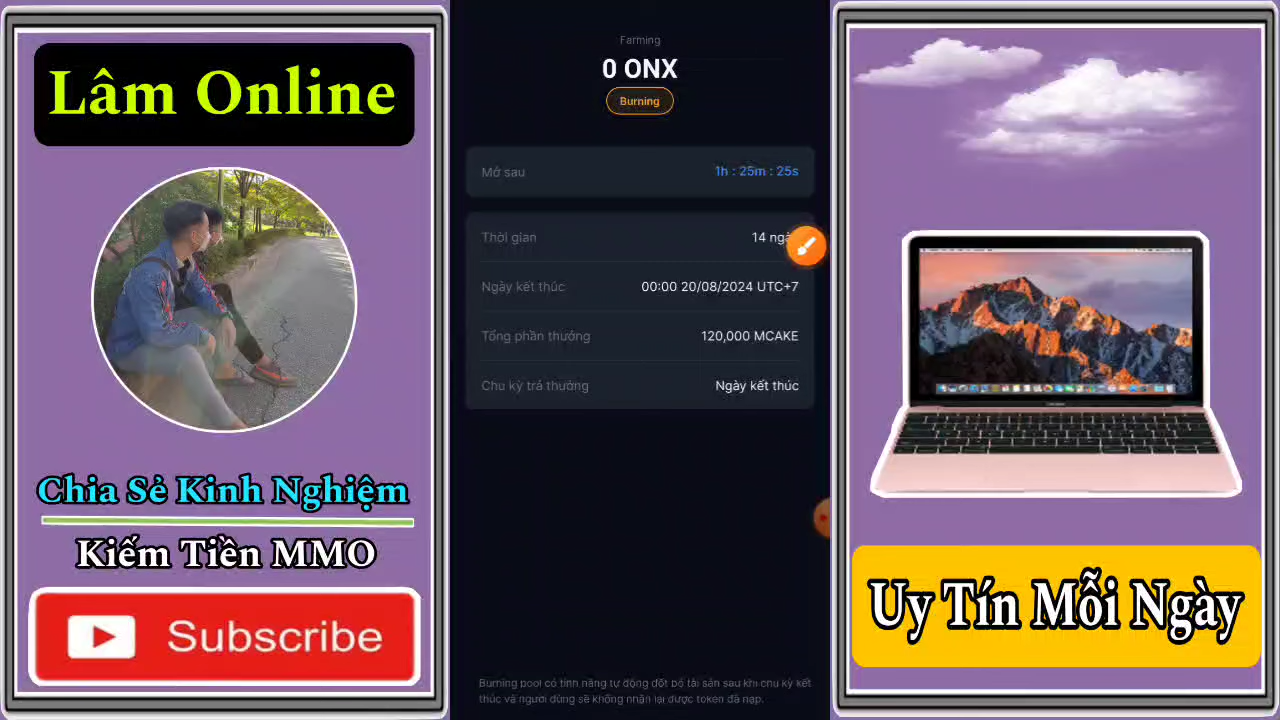 Lâm Online
Chia Sẻ Kinh Nghiệm
Kiếm Tiền MMO
Subscribe
Farming
0 ONX
Burning
Mở sau 1h : 25m : 25s
Thời gian 14 ngà
Ngày kết thúc 00:00 20/08/2024 UTC+7
Tổng phần thưởng 120,000 MCAKE
Chu kỳ trả thưởng Ngày kết thúc
Burning pool có tính năng tự động đốt bỏ tài sản sau khi chu kỳ kết
thúc và người dùng sẽ không nhận lại được token đã nạp.
Uy Tín Mỗi Ngày